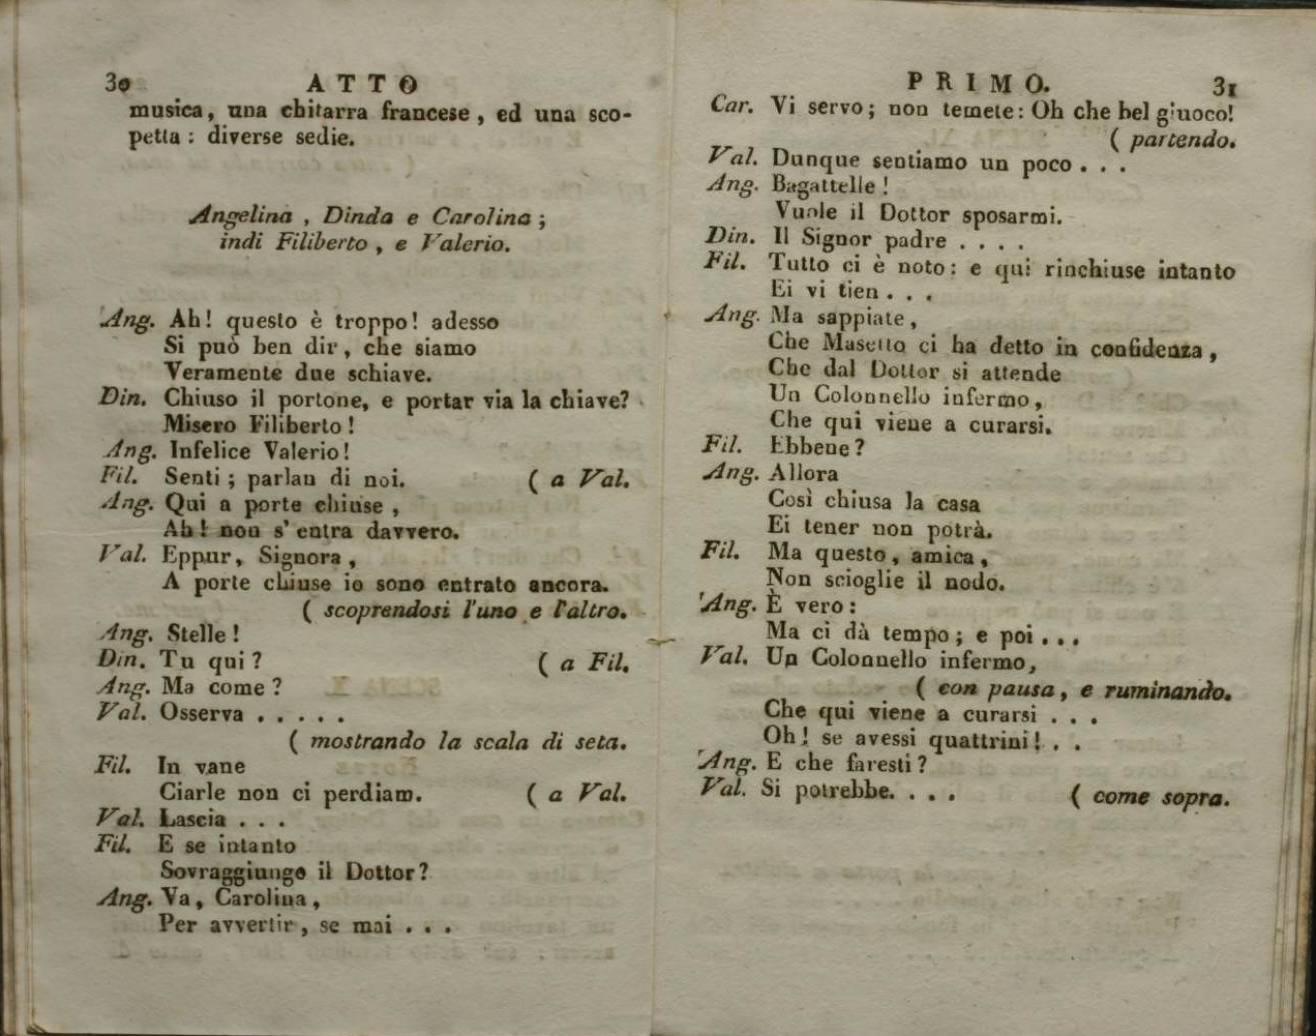 30 ATTO
musica, una chitarra francese, ed una sco-
petta: diverse sedie.
Angelina, Dinda e Carolina;
indi Filiberto, e Valerio.
Ang. Ah! questo è troppo! adesso
Si può ben dir, che siamo
Veramente due schiave.
Din. Chiuso il portone, e portar via la chiave?
Misero Filiberto!
Ang. Infelice Valerio!
Fil. Senti; parlan di noi. ( a Val.
Ang. Qui a porte chiuse,
Ah! non s'entra davvero.
Val. Eppur, Signora,
A porte chiuse io sono entrato ancora.
( scoprendosi l'uno e l'altro.
Ang. Stelle!
Din. Tu qui? ( a Fil.
Ang. Ma come?
Val. Osserva . . . . .
( mostrando la scala di seta.
Fil. In vane
Ciarle non ci perdiam. ( a Val.
Val. Lascia . . .
Fil. E se intanto
Sovraggiunge il Dottor?
Ang. Va, Carolina,
Per avvertir, se mai . . .
PRIMO. 31
Car. Vi servo; non temete: Oh che bel giuoco!
( partendo.
Val. Dunque sentiamo un poco . . .
Ang. Bagattelle!
Vuole il Dottor sposarmi.
Din. Il Signor padre . . . .
Fil. Tutto ci è noto: e qui rinchiuse intanto
Ei vi tien . . .
Ang. Ma sappiate,
Che Masetto ci ha detto in confidenza,
Che dal Dottor si attende
Un Colonnello infermo,
Che qui viene a curarsi.
Fil. Ebbene?
Ang. Allora
Così chiusa la casa
Ei tener non potrà.
Fil. Ma questo, amica,
Non scioglie il nodo.
Ang. È vero:
Ma ci dà tempo; e poi . . .
Val. Un Colonnello infermo,
( con pausa, e ruminando.
Che qui viene a curarsi . . .
Oh! se avessi quattrini! . .
Ang. E che faresti?
Val. Si potrebbe. . . . ( come sopra.